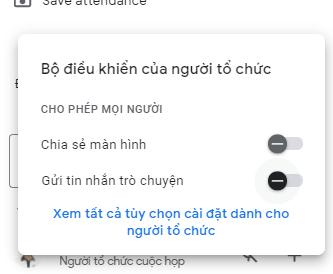 Save attendance
Bộ điều khiển của người tổ chức
CHO PHÉP MỌI NGƯỜI
Chia sẻ màn hình
Gửi tin nhắn trò chuyện
Xem tất cả tùy chọn cài đặt dành cho
người tổ chức
Người tổ chức cuộc họp